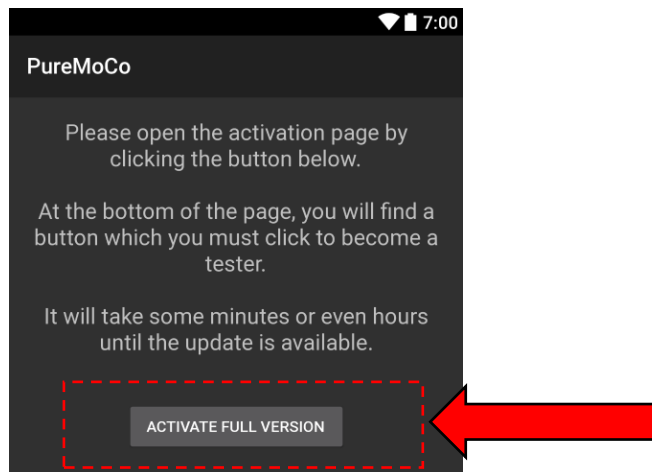 7:00
PureMoCo
Please open the activation page by
clicking the button below.
At the bottom of the page, you will find a
button which you must click to become a
tester.
It will take some minutes or even hours
until the update is available.
ACTIVATE FULL VERSION